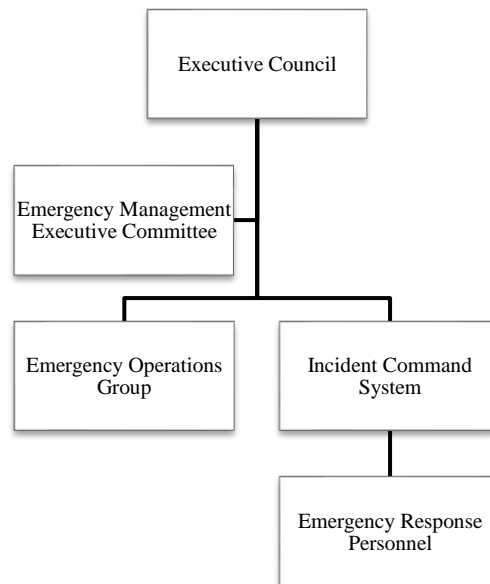 Executive Council
Emergency Management
Executive Committee
Emergency Operations
Group
Incident Command
System
Emergency Response
Personnel